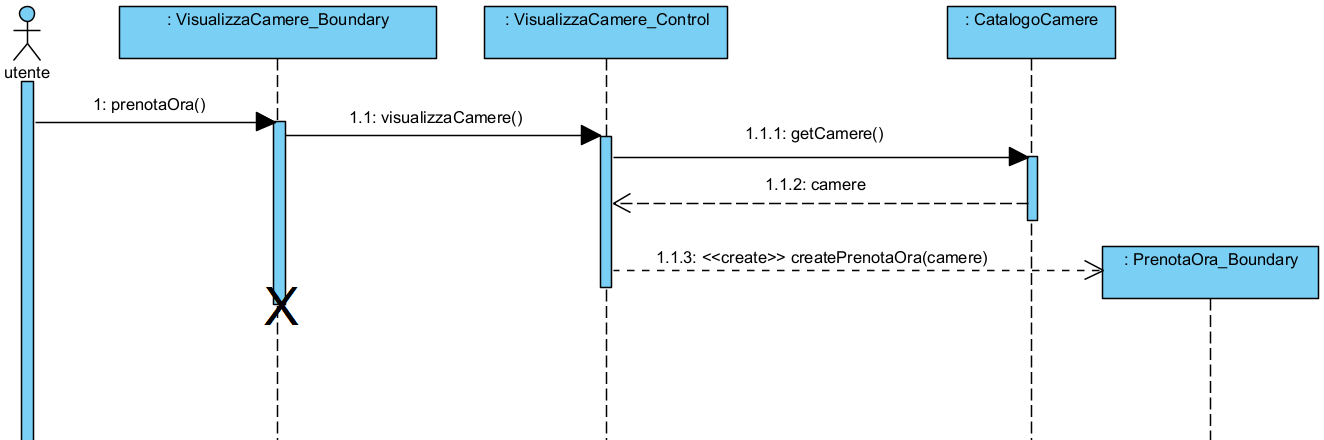 : VisualizzaCamere_Boundary
: VisualizzaCamere_Control
: CatalogoCamere
utente
1: prenotaOra()
1.1: visualizzaCamere()
1.1.1: getCamere()
1.1.2: camere
1.1.3: <<create>> createPrenotaOra(camere)
: PrenotaOra_Boundary